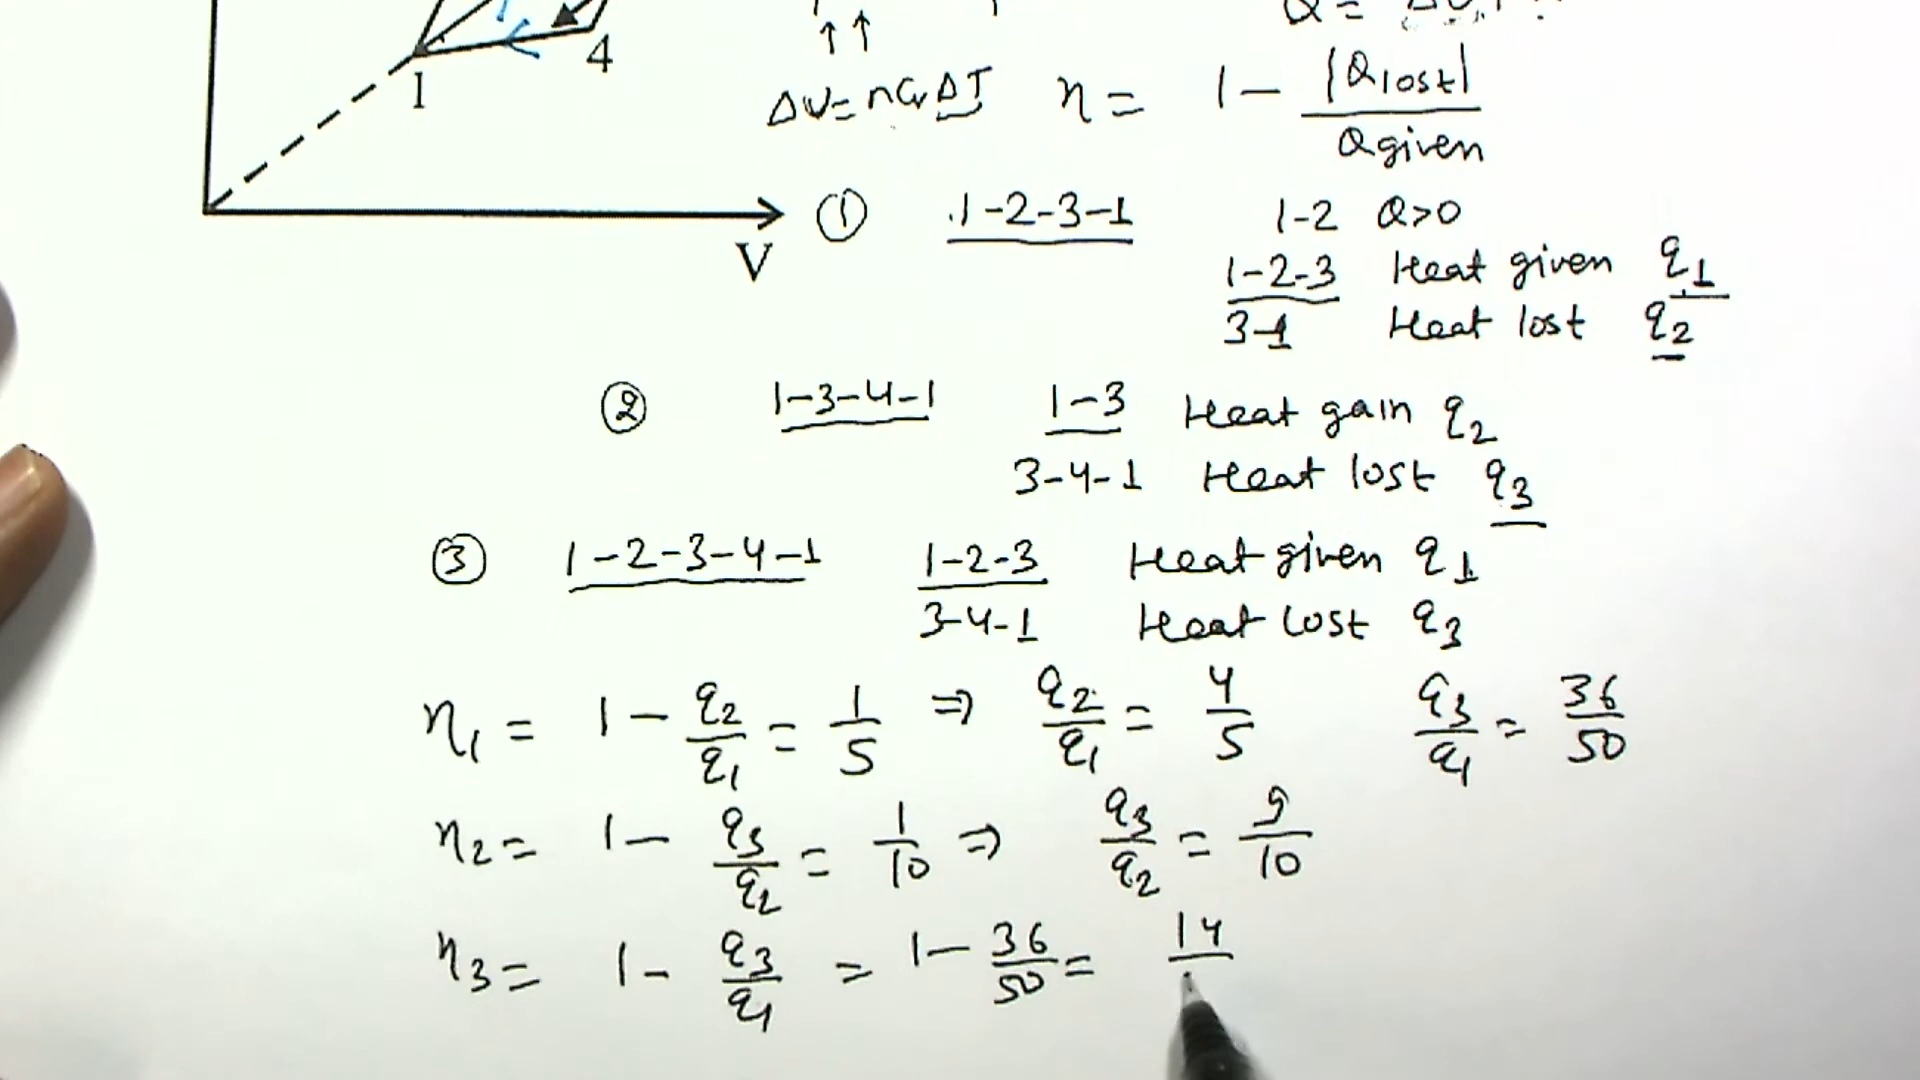 1
4
V
↑ ↑
ΔU = nCvΔT
η = 1 - |Qlost| / Qgiven
① 1-2-3-1 1-2 Q>0
1-2-3 Heat given q1
3-1 Heat lost q2
② 1-3-4-1 1-3 Heat gain q2
3-4-1 Heat lost q3
③ 1-2-3-4-1 1-2-3 Heat given q1
3-4-1 Heat lost q3
η1 = 1 - q2/q1 = 1/5 ⇒ q2/q1 = 4/5 q3/q1 = 36/50
η2 = 1 - q3/q2 = 1/10 ⇒ q3/q2 = 9/10
η3 = 1 - q3/q1 = 1 - 36/50 = 14